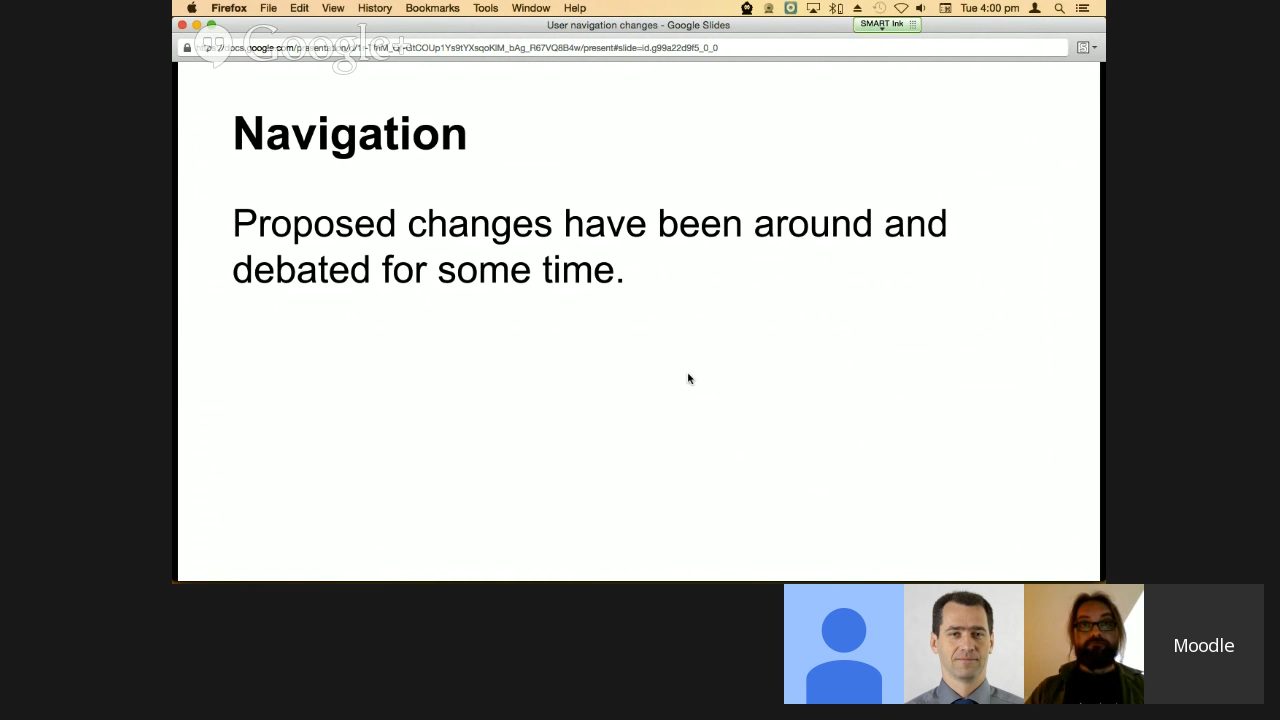 Firefox File Edit View History Bookmarks Tools Window Help Tue 4:00 pm
User navigation changes - Google Slides SMART Ink
Google+
Navigation
Proposed changes have been around and
debated for some time.
Moodle